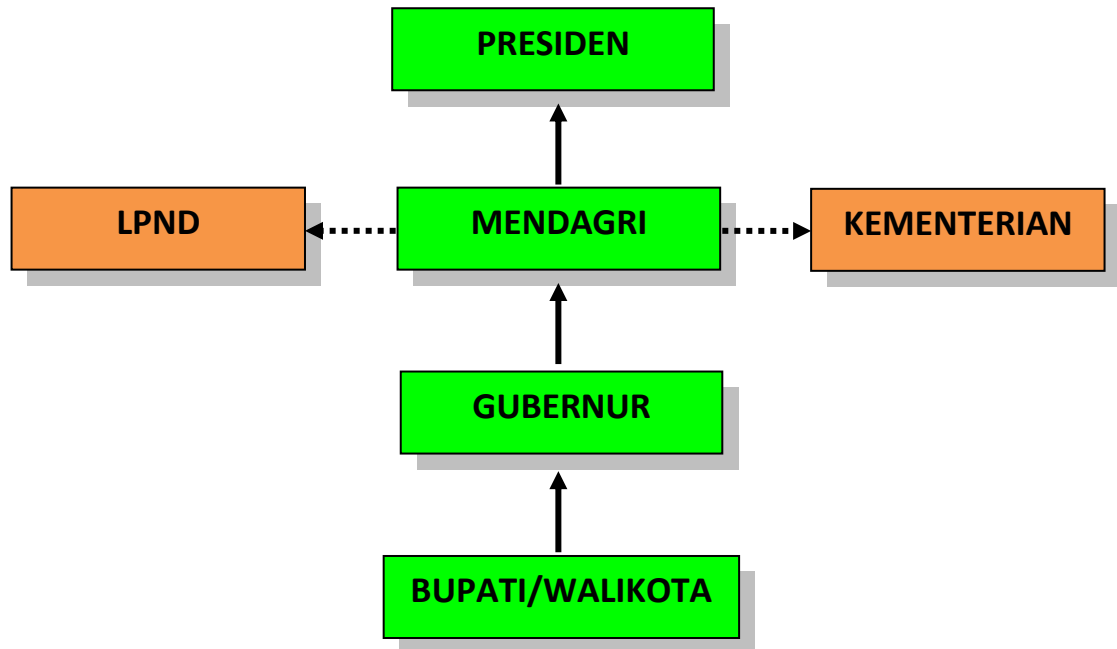 PRESIDEN
LPND
MENDAGRI
KEMENTERIAN
GUBERNUR
BUPATI/WALIKOTA